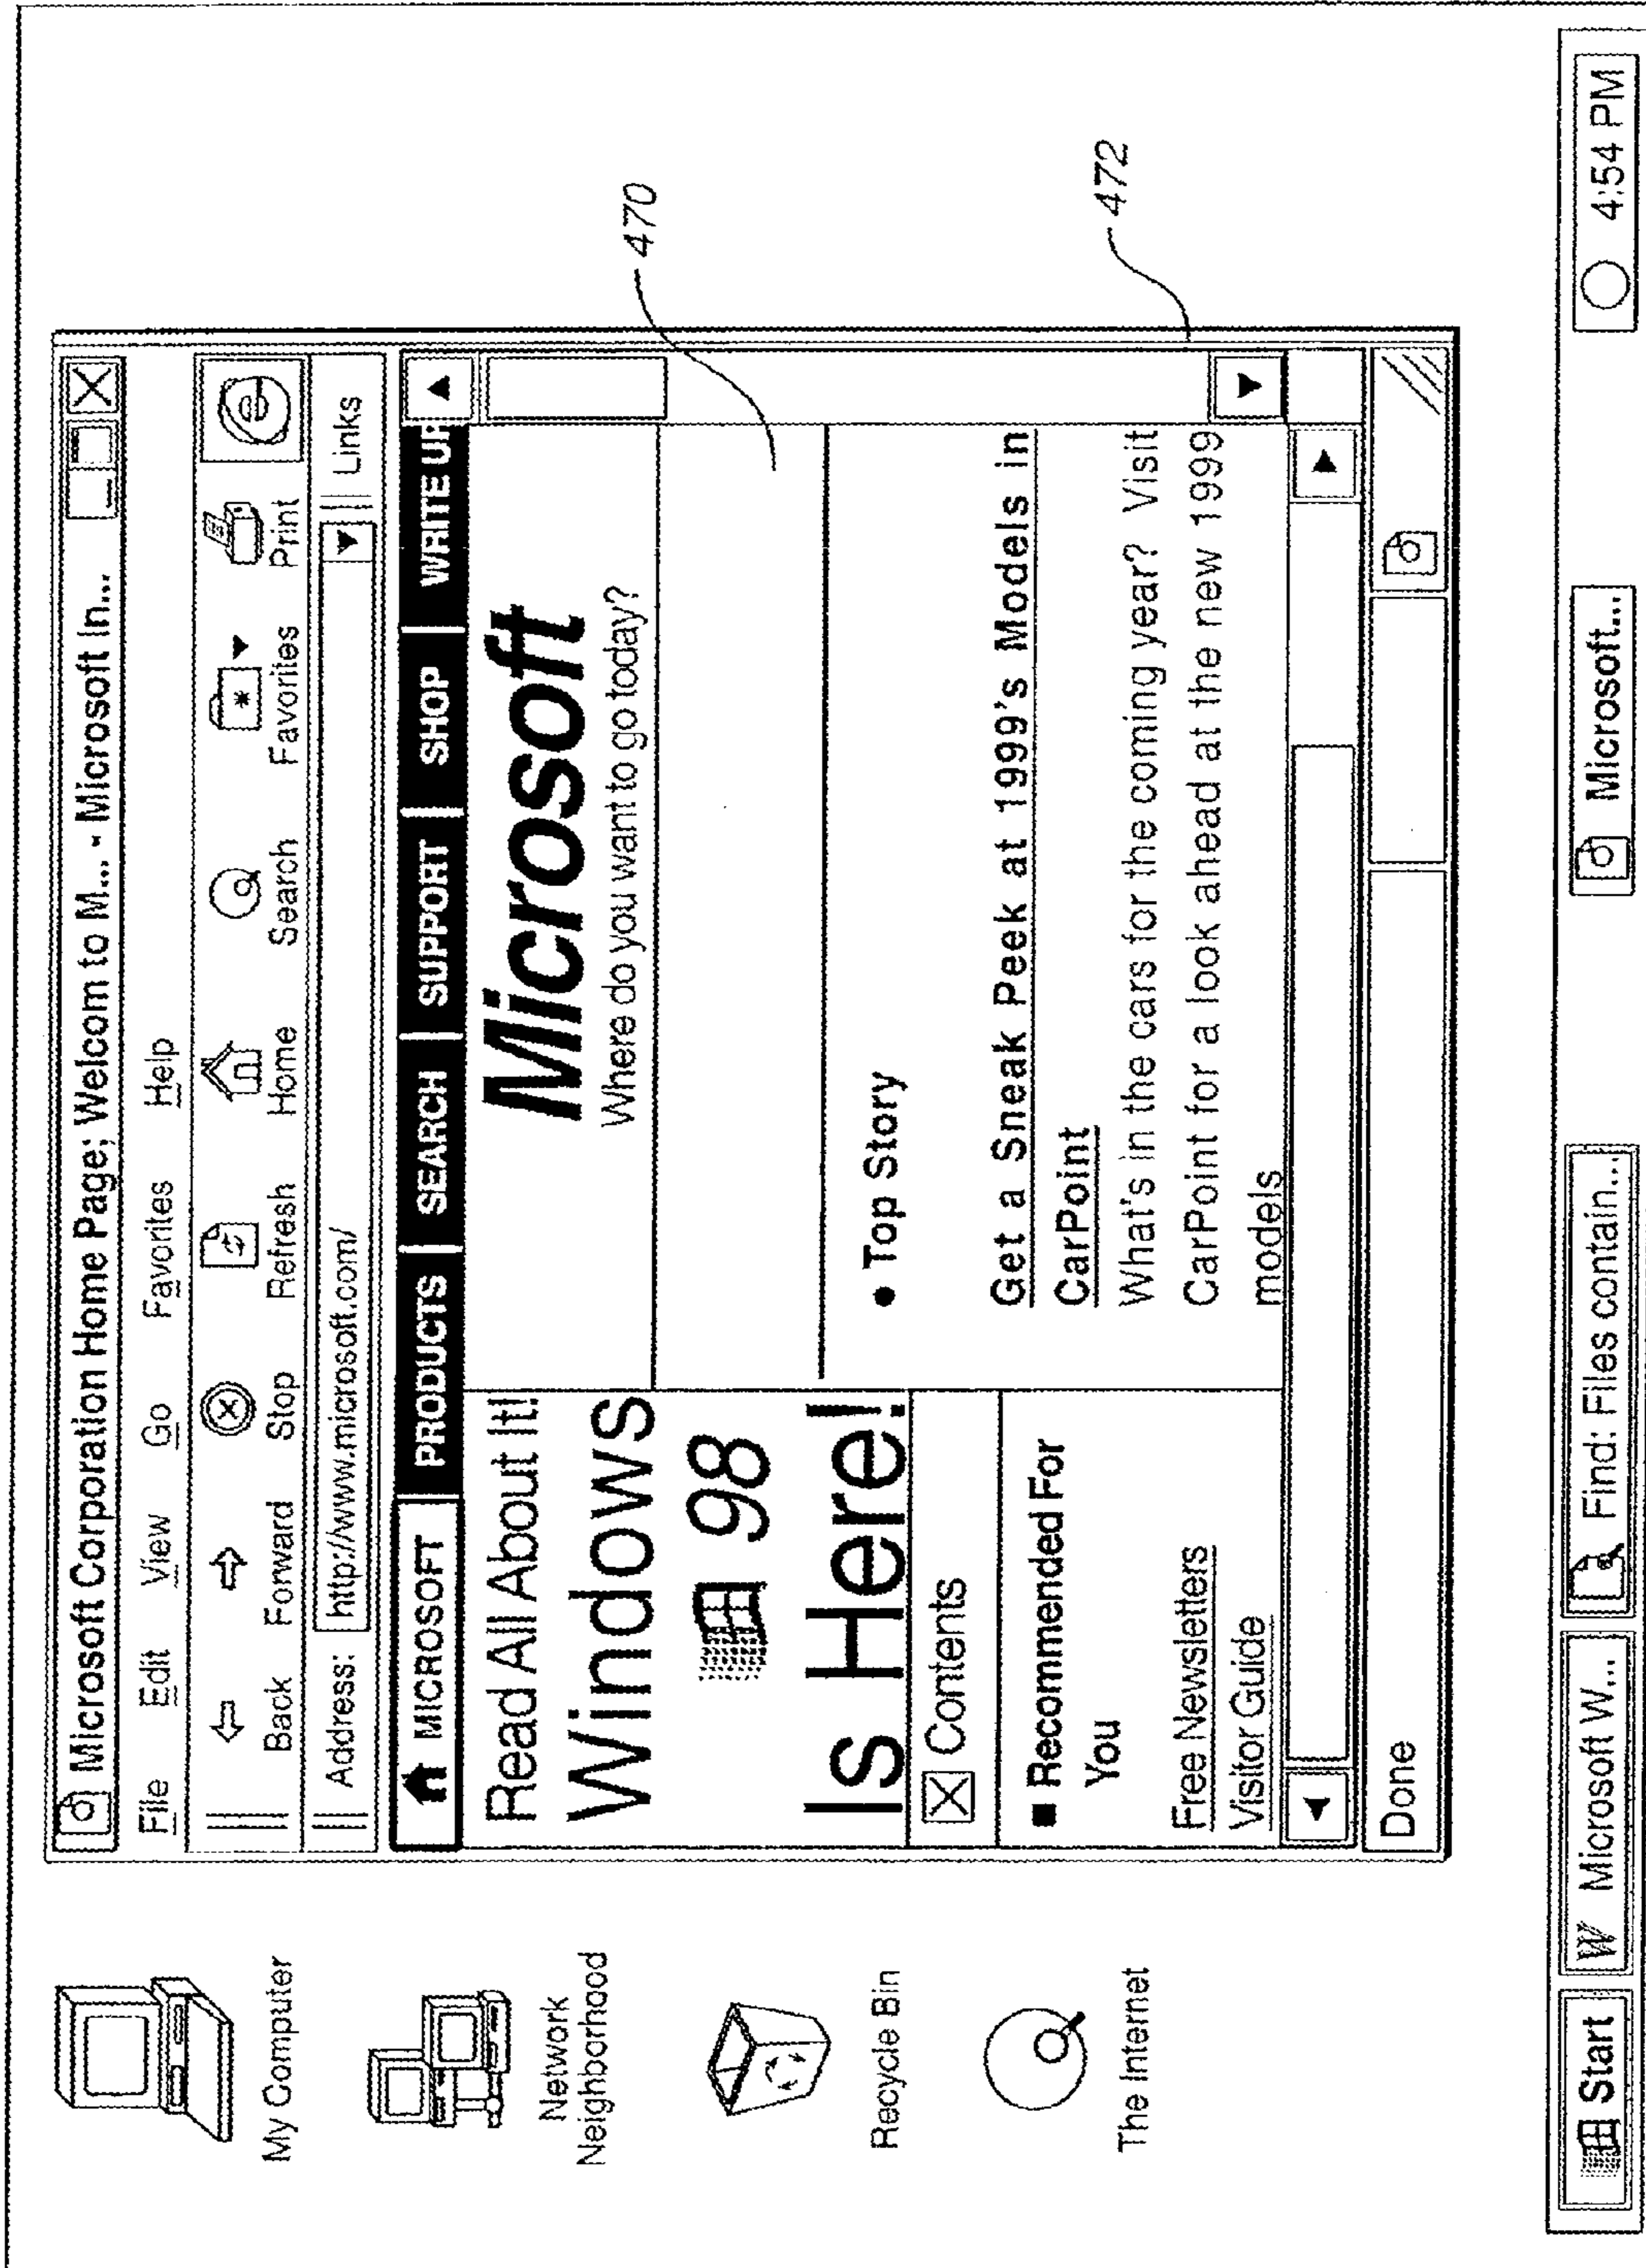 Microsoft Corporation Home Page; Welcom to M... - Microsoft In...
File Edit View Go Favorites Help
Back Forward Stop Refresh Home Search Favorites Print
Address: http://www.microsoft.com/ Links
MICROSOFT PRODUCTS SEARCH SUPPORT SHOP WRITE
Read All About It!
Windows
98
Is Here!
Contents
Recommended For
You
Free Newsletters
Visitor Guide
Microsoft
Where do you want to go today?
• Top Story
Get a Sneak Peek at 1999's Models in
CarPoint
What's in the cars for the coming year? Visit
CarPoint for a look ahead at the new 1999
models
Done
470
472
My Computer
Network
Neighborhood
Recycle Bin
The Internet
Start W Microsoft W... Find: Files contain... Microsoft... 4:54 PM